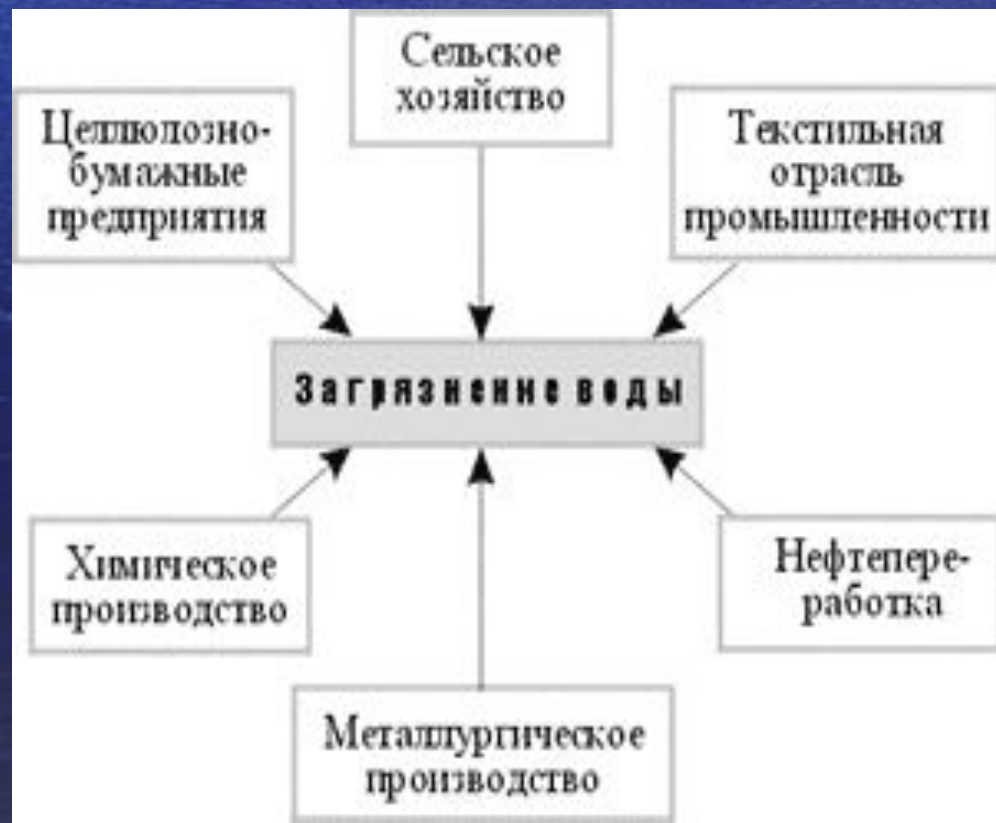 Сельское
хозяйство
Целлюлозно-
бумажные
предприятия
Текстильная
отрасль
промышленности
Загрязнение воды
Химическое
производство
Нефтепере-
работка
Металлургическое
производство